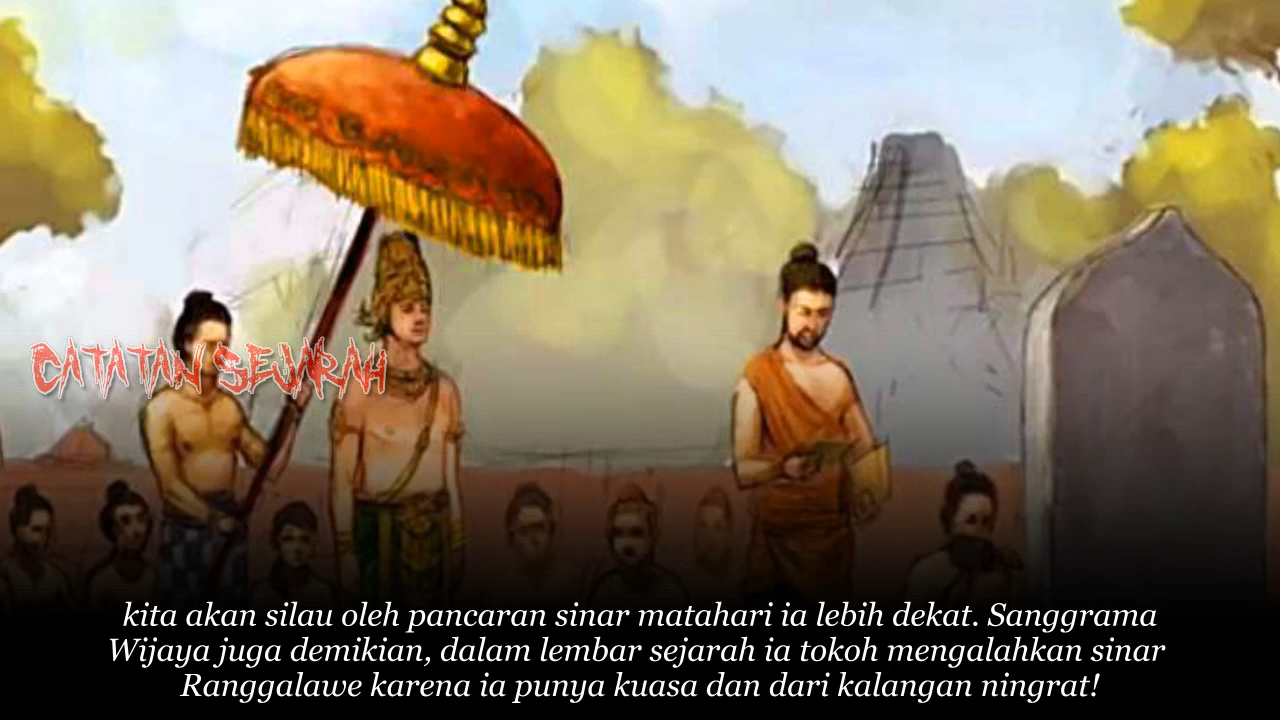 CATATAN SEJARAH
kita akan silau oleh pancaran sinar matahari ia lebih dekat. Sanggrama
Wijaya juga demikian, dalam lembar sejarah ia tokoh mengalahkan sinar
Ranggalawe karena ia punya kuasa dan dari kalangan ningrat!